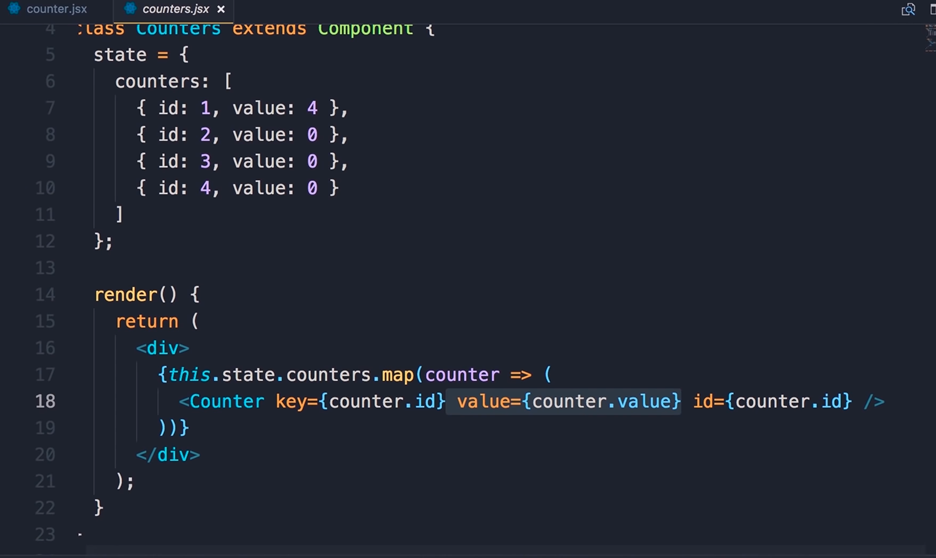 counter.jsx counters.jsx ×
4 class Counters extends Component {
5 state = {
6 counters: [
7 { id: 1, value: 4 },
8 { id: 2, value: 0 },
9 { id: 3, value: 0 },
10 { id: 4, value: 0 }
11 ]
12 };
13
14 render() {
15 return (
16 <div>
17 {this.state.counters.map(counter => (
18 <Counter key={counter.id} value={counter.value} id={counter.id} />
19 ))}
20 </div>
21 );
22 }
23